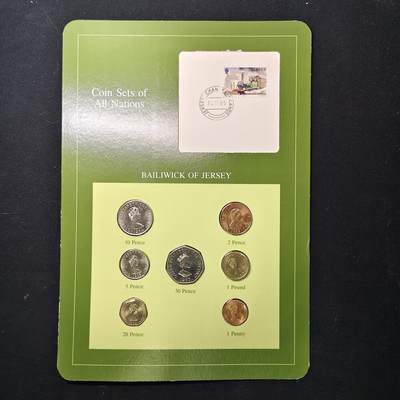 Coin Sets of
All Nations
BAILIWICK OF JERSEY
10 Pence
2 Pence
5 Pence
50 Pence
1 Pound
20 Pence
1 Penny